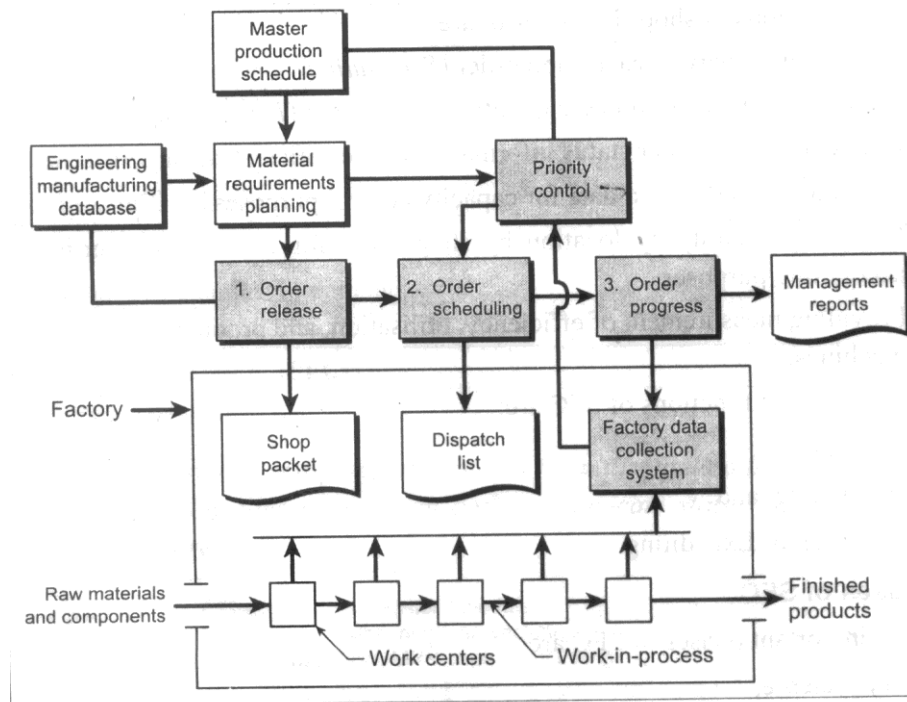 Master
production
schedule
Engineering
manufacturing
database
Material
requirements
planning
Priority
control
1. Order
release
2. Order
scheduling
3. Order
progress
Management
reports
Factory
Shop
packet
Dispatch
list
Factory data
collection
system
Raw materials
and components
Finished
products
Work centers
Work-in-process